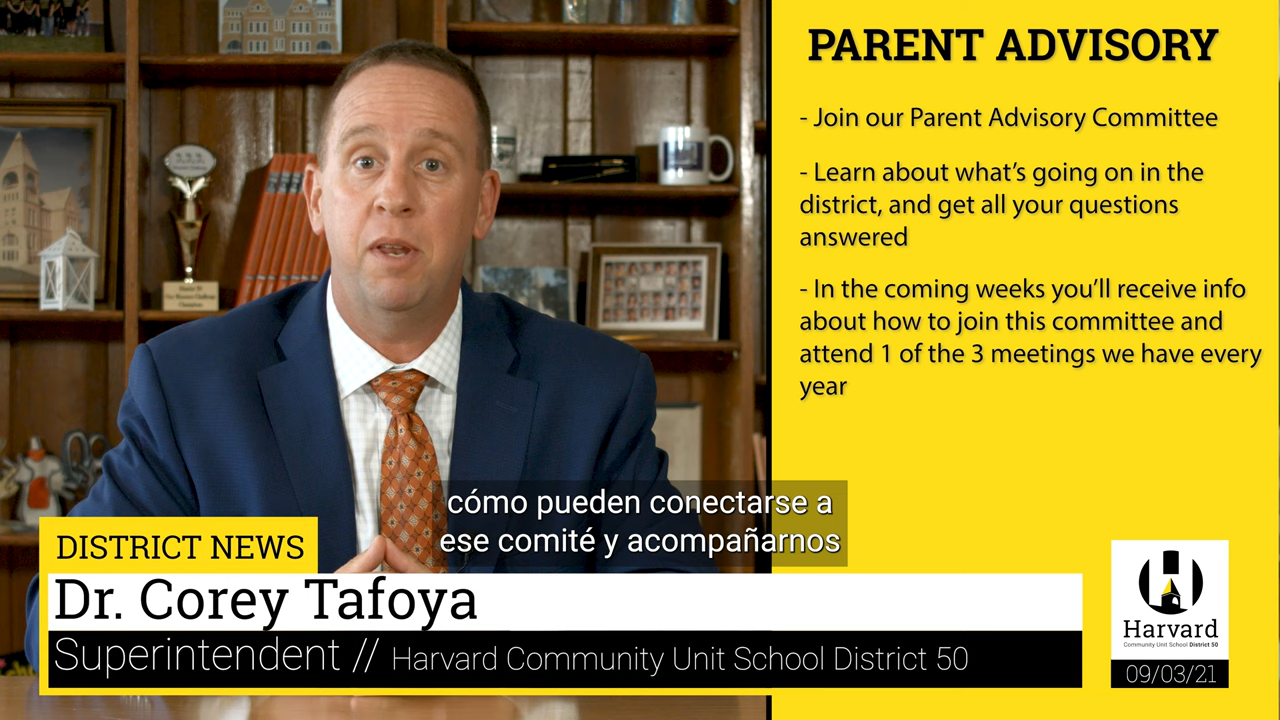 PARENT ADVISORY
- Join our Parent Advisory Committee
- Learn about what's going on in the
district, and get all your questions
answered
- In the coming weeks you'll receive info
about how to join this committee and
attend 1 of the 3 meetings we have every
year
cómo pueden conectarse a
ese comité y acompañarnos
DISTRICT NEWS
Dr. Corey Tafoya
Superintendent // Harvard Community Unit School District 50
Harvard
Community Unit School District 50
09/03/21